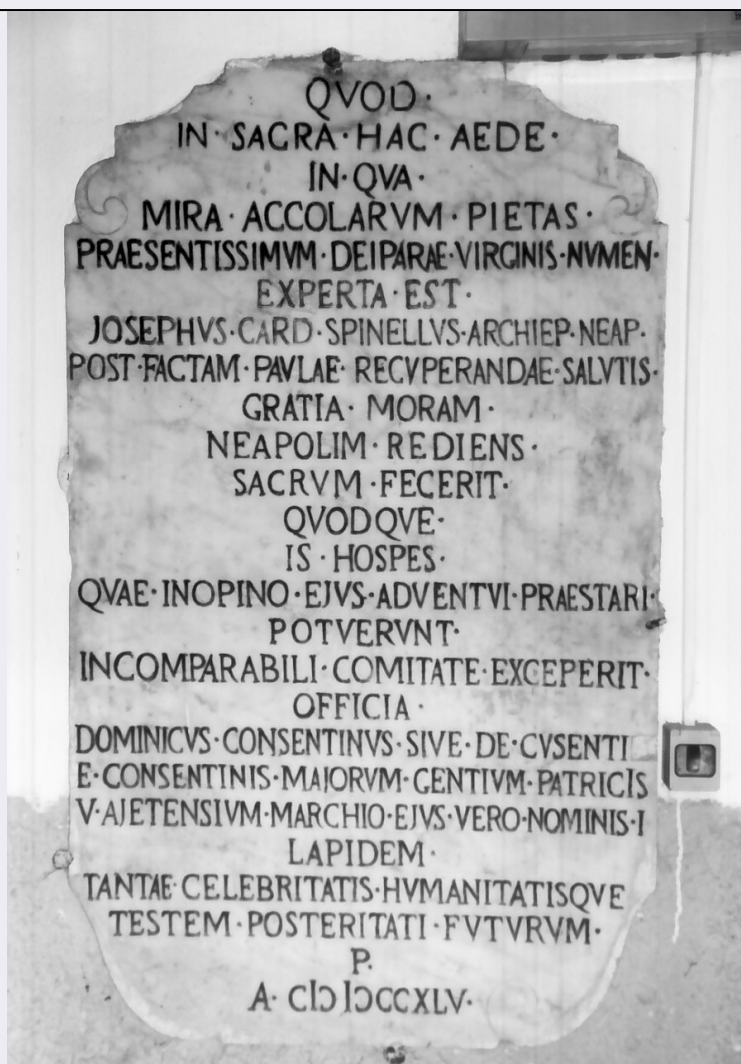 QVOD·
IN·SACRA·HAC·AEDE·
IN·QVA·
MIRA·ACCOLARVM·PIETAS·
PRAESENTISSIMVM·DEIPARAE·VIRGINIS·NVMEN·
EXPERTA·EST·
JOSEPHVS·CARD·SPINELLVS·ARCHIEP·NEAP·
POST·FACTAM·PAVLAE·RECVPERANDAE·SALVTIS·
GRATIA·MORAM·
NEAPOLIM·REDIENS·
SACRVM·FECERIT·
QVODQVE·
IS·HOSPES·
QVAE·INOPINO·EJVS·ADVENTVI·PRAESTARI·
POTVERVNT·
INCOMPARABILI·COMITATE·EXCEPERIT·
OFFICIA·
DOMINICVS·CONSENTINVS·SIVE·DE·CVSENTI
E·CONSENTINIS·MAJORVM·GENTIVM·PATRICIS
V·AJETENSIVM·MARCHIO·EJVS·VERO·NOMINIS·I
LAPIDEM·
TANTAE·CELEBRITATIS·HVMANITATISQVE
TESTEM·POSTERITATI·FVTVRVM·
P.
A·CIↃIↃCCXLV·